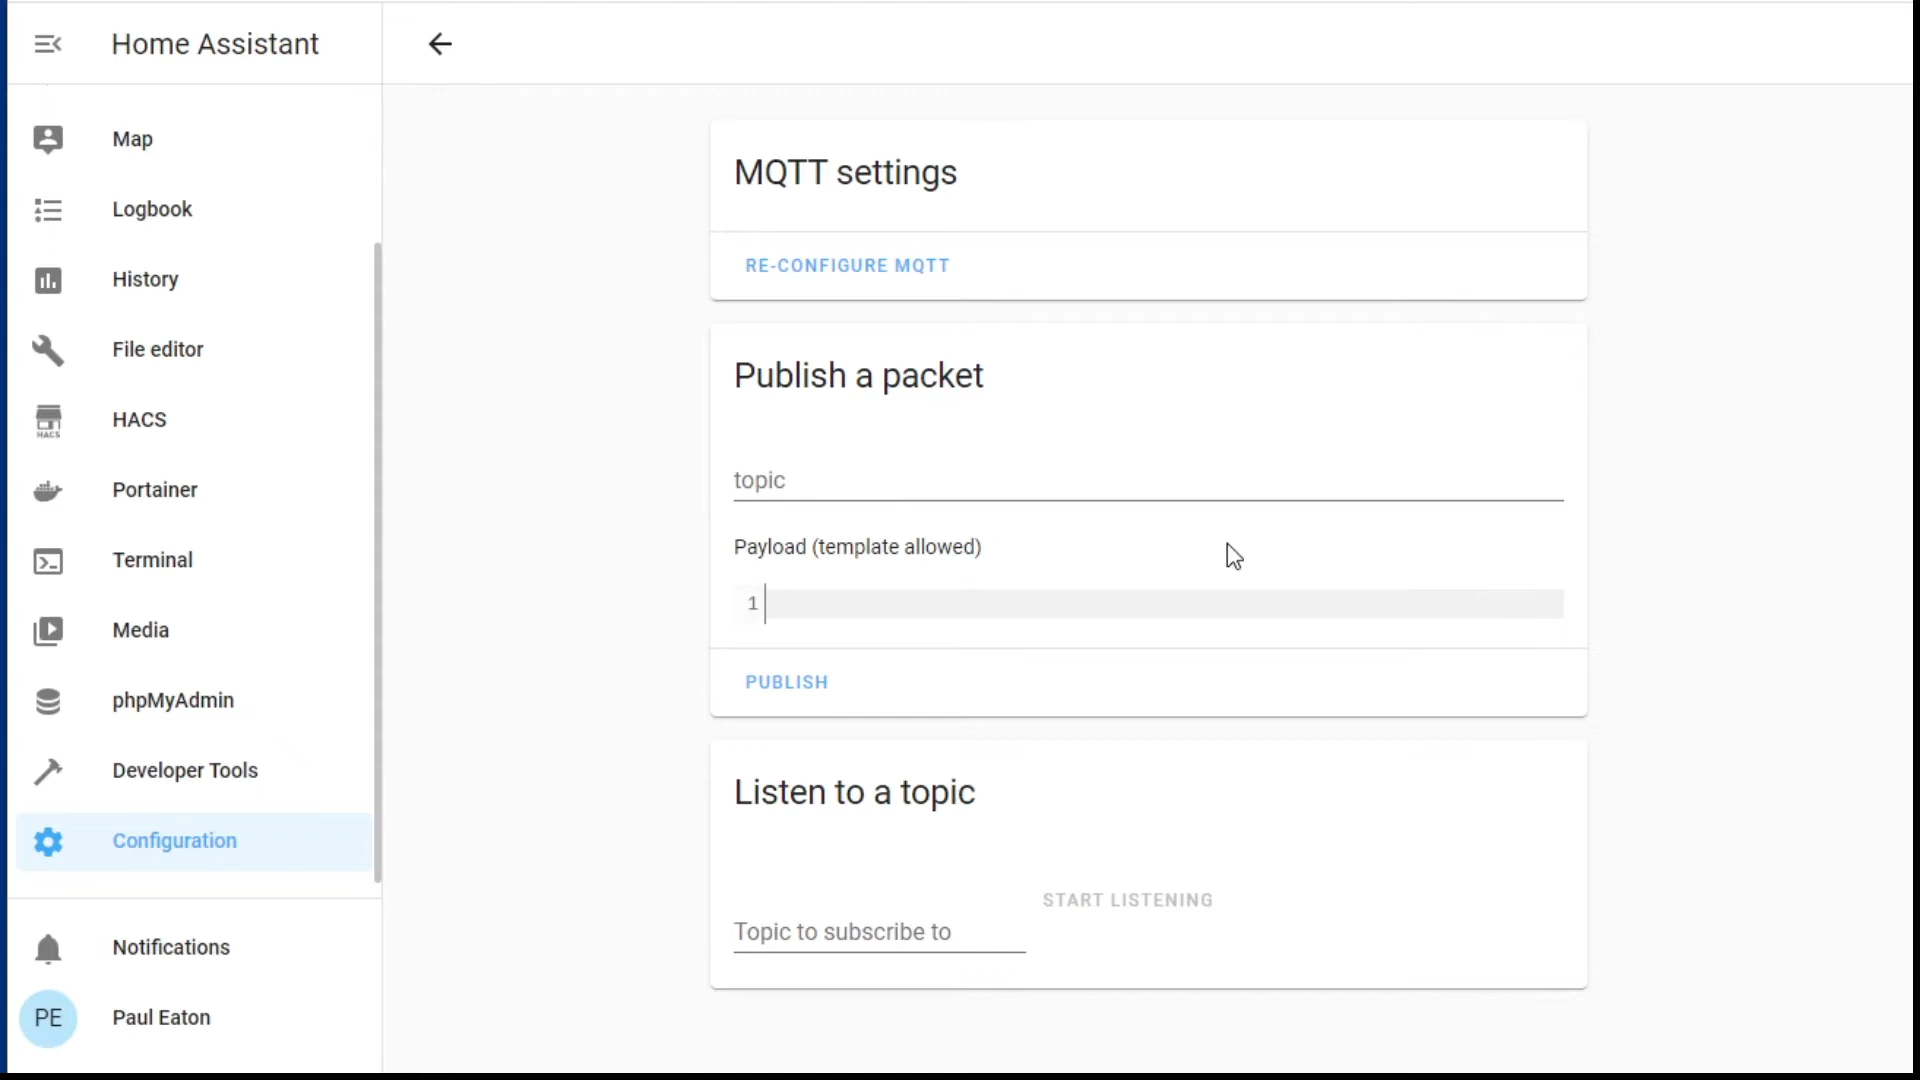 Home Assistant
Map
Logbook
History
File editor
HACS
HACS
Portainer
Terminal
Media
phpMyAdmin
Developer Tools
Configuration
Notifications
PE
Paul Eaton
MQTT settings
RE-CONFIGURE MQTT
Publish a packet
topic
Payload (template allowed)
1
PUBLISH
Listen to a topic
START LISTENING
Topic to subscribe to